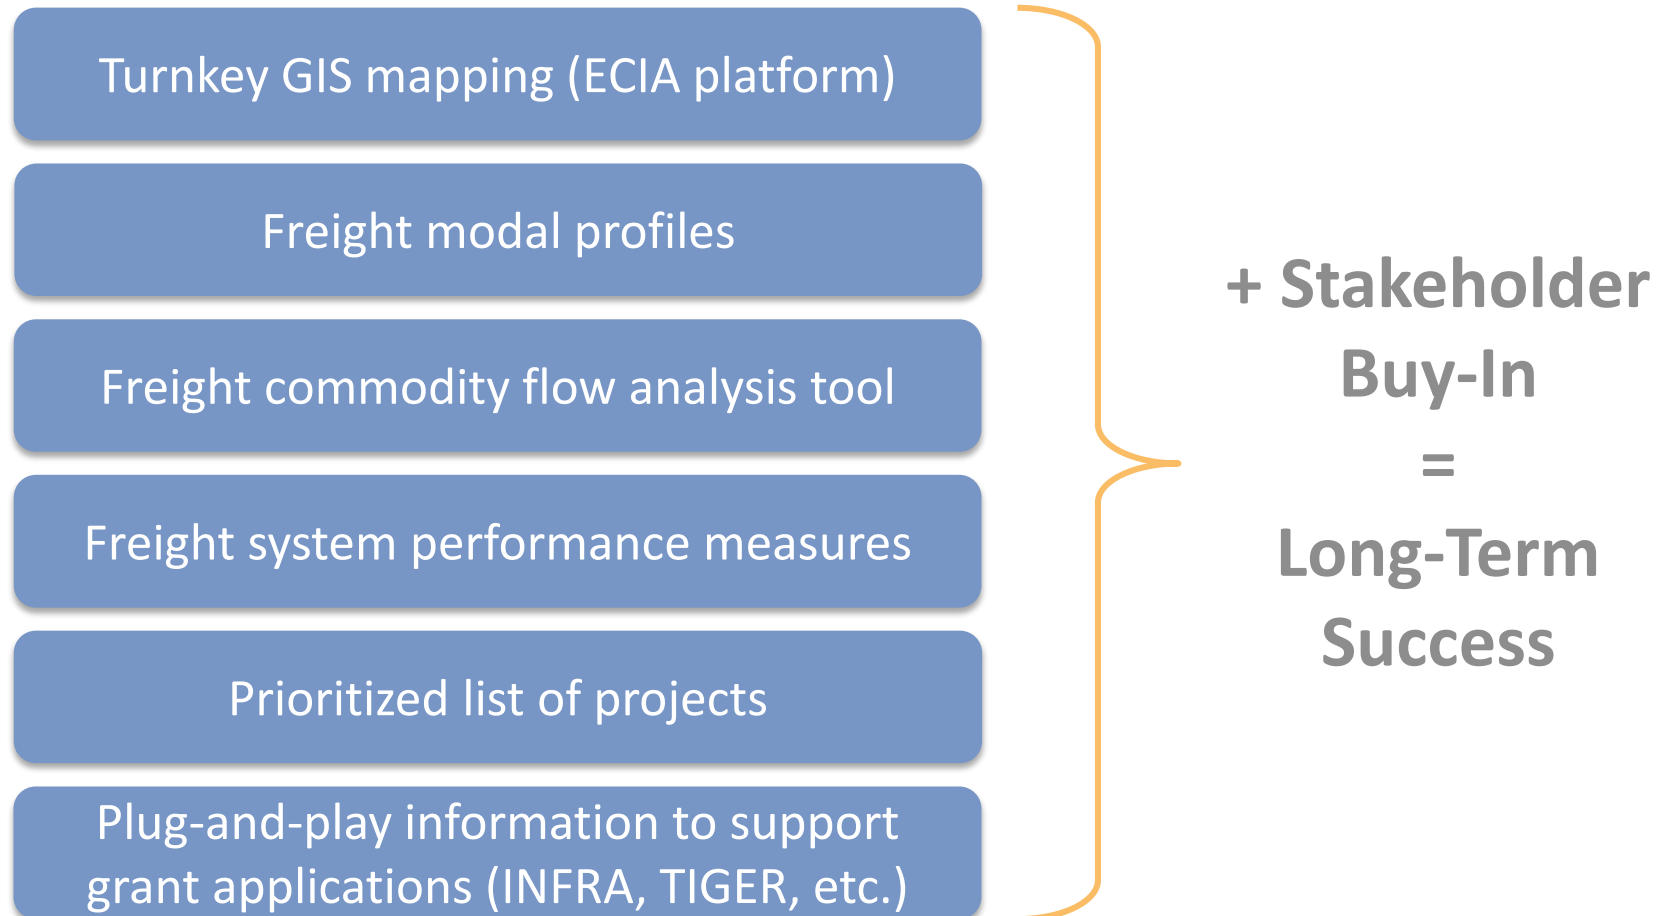 Turnkey GIS mapping (ECIA platform)
Freight modal profiles
Freight commodity flow analysis tool
Freight system performance measures
Prioritized list of projects
Plug-and-play information to support
grant applications (INFRA, TIGER, etc.)
+ Stakeholder
Buy-In
=
Long-Term
Success